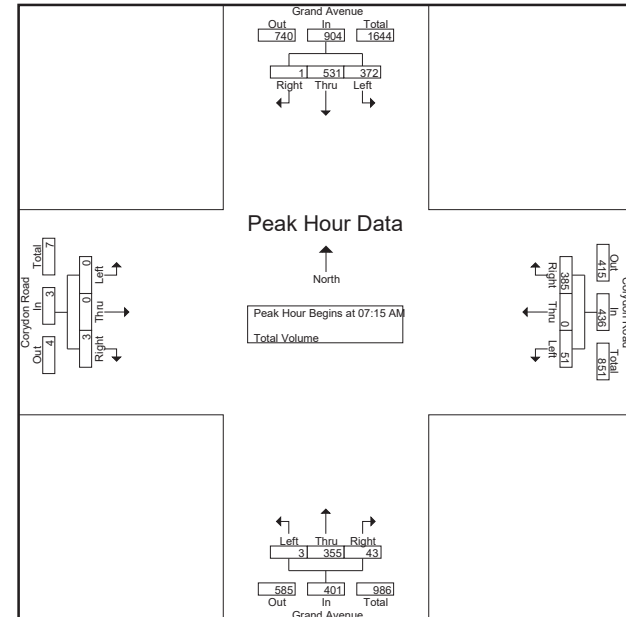 Grand Avenue
Out In Total
740 904 1644
1 531 372
Right Thru Left
Peak Hour Data
North
Peak Hour Begins at 07:15 AM
Total Volume
Corydon Road
Total In Out
7 3 4
0 0 3
Left Thru Right
Right Thru Left
385 0 51
Out In Total
415 436 851
Corydon Road
Left Thru Right
3 355 43
585 401 986
Out In Total
Grand Avenue